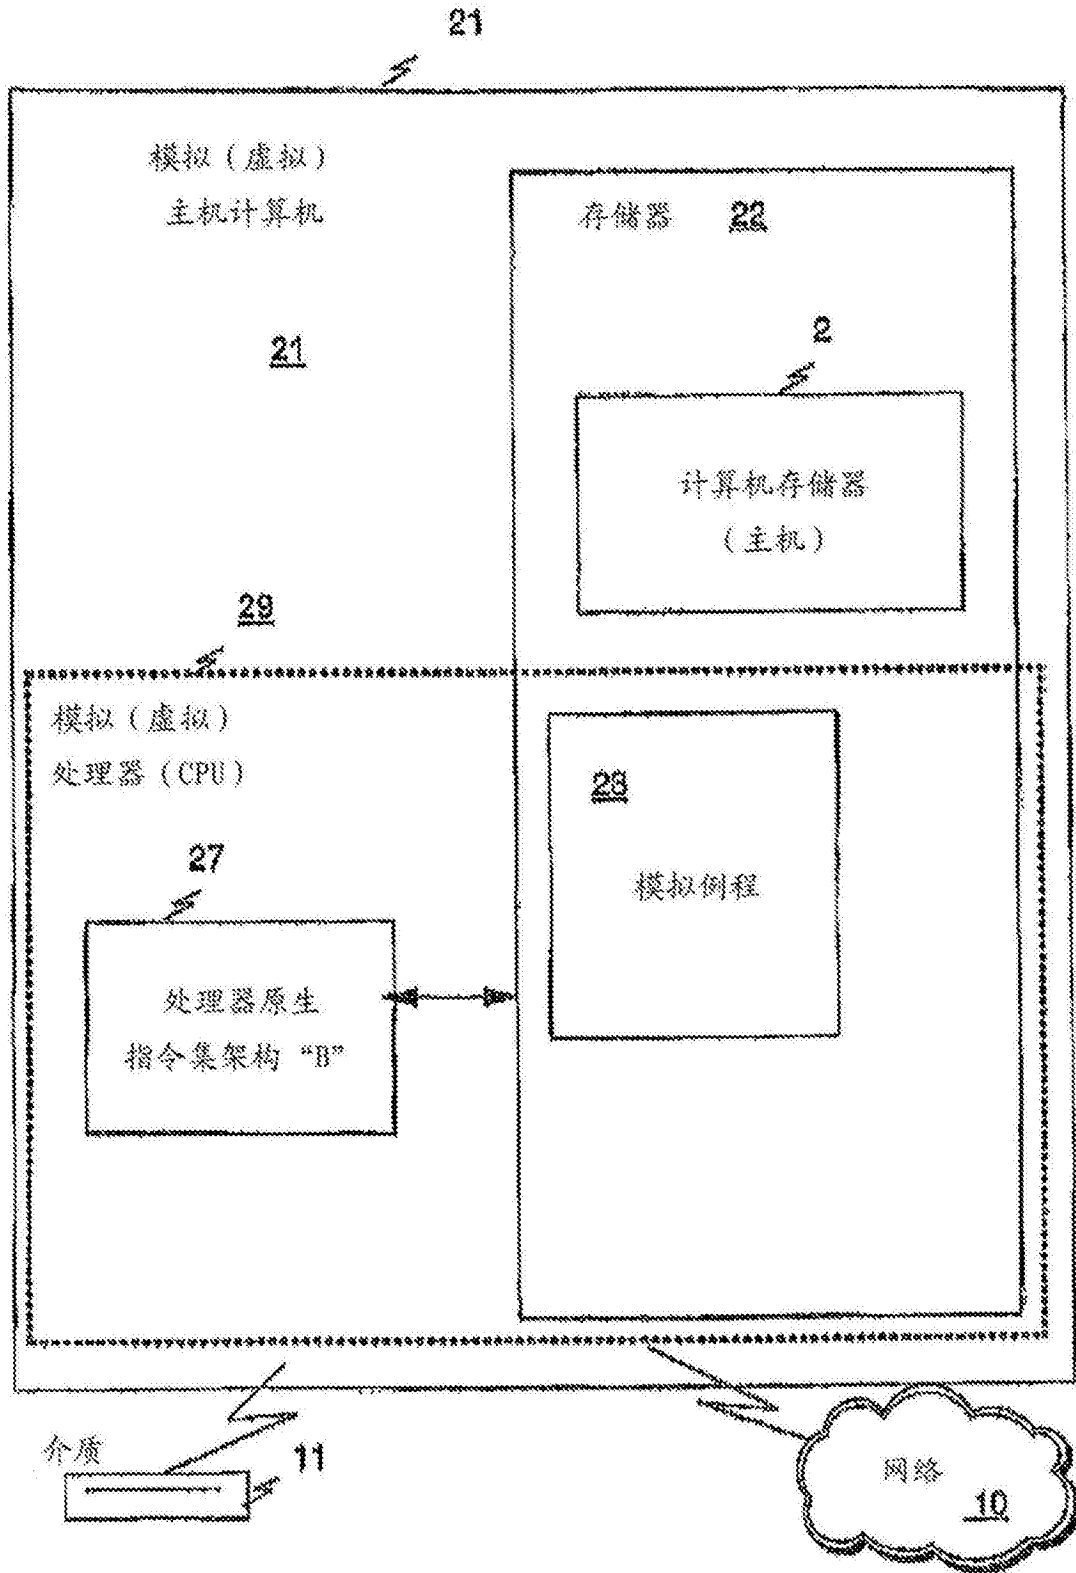 21
模拟（虚拟）
主机计算机
存储器 22
21
2
计算机存储器
（主机）
29
模拟（虚拟）
处理器（CPU）
23
模拟例程
27
处理器原生
指令集架构 “B”
介质
11
网络
10